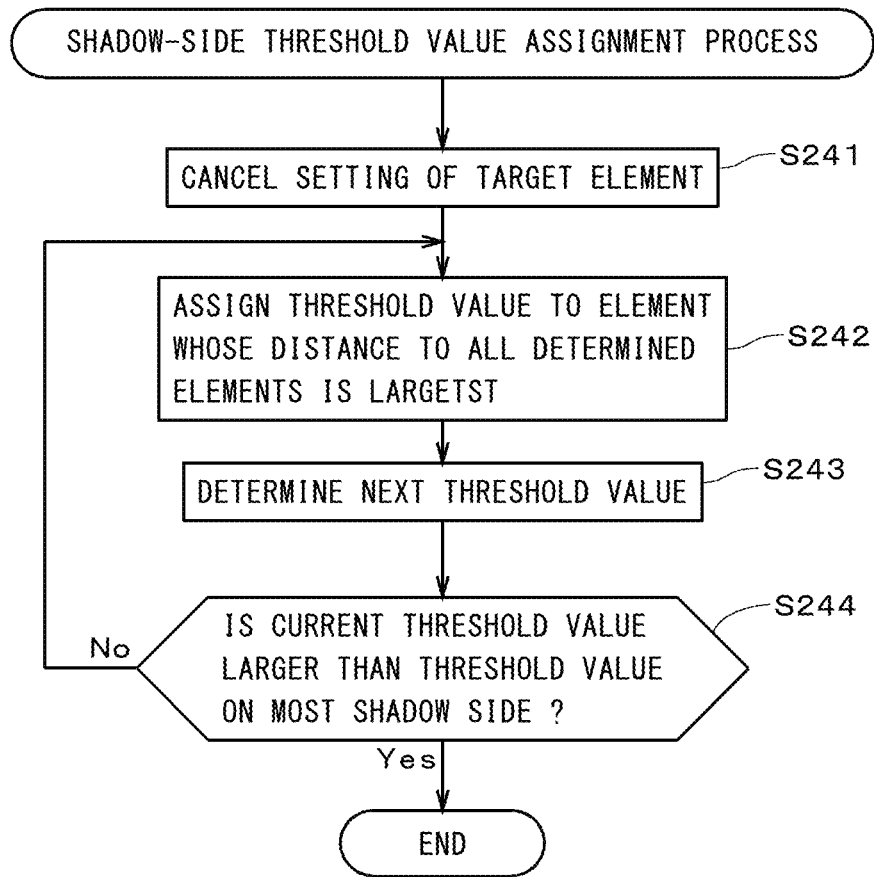 SHADOW-SIDE THRESHOLD VALUE ASSIGNMENT PROCESS
CANCEL SETTING OF TARGET ELEMENT
S241
ASSIGN THRESHOLD VALUE TO ELEMENT
WHOSE DISTANCE TO ALL DETERMINED
ELEMENTS IS LARGETST
S242
DETERMINE NEXT THRESHOLD VALUE
S243
IS CURRENT THRESHOLD VALUE
LARGER THAN THRESHOLD VALUE
ON MOST SHADOW SIDE ?
S244
No
Yes
END